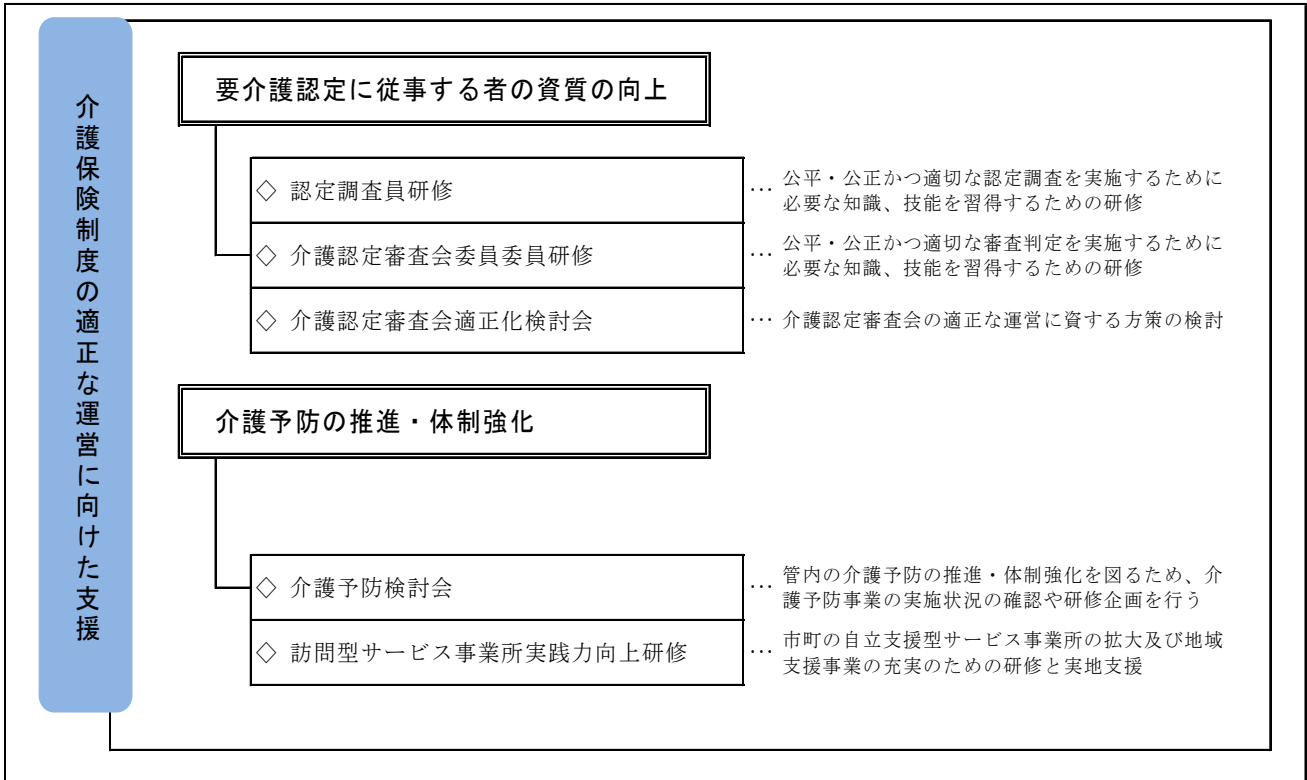 介護保険制度の適正な運営に向けた支援
要介護認定に従事する者の資質の向上
◇ 認定調査員研修
… 公平・公正かつ適切な認定調査を実施するために
必要な知識、技能を習得するための研修
◇ 介護認定審査会委員委員研修
… 公平・公正かつ適切な審査判定を実施するために
必要な知識、技能を習得するための研修
◇ 介護認定審査会適正化検討会
… 介護認定審査会の適正な運営に資する方策の検討
介護予防の推進・体制強化
◇ 介護予防検討会
… 管内の介護予防の推進・体制強化を図るため、介
護予防事業の実施状況の確認や研修企画を行う
◇ 訪問型サービス事業所実践力向上研修
… 市町の自立支援型サービス事業所の拡大及び地域
支援事業の充実のための研修と実地支援